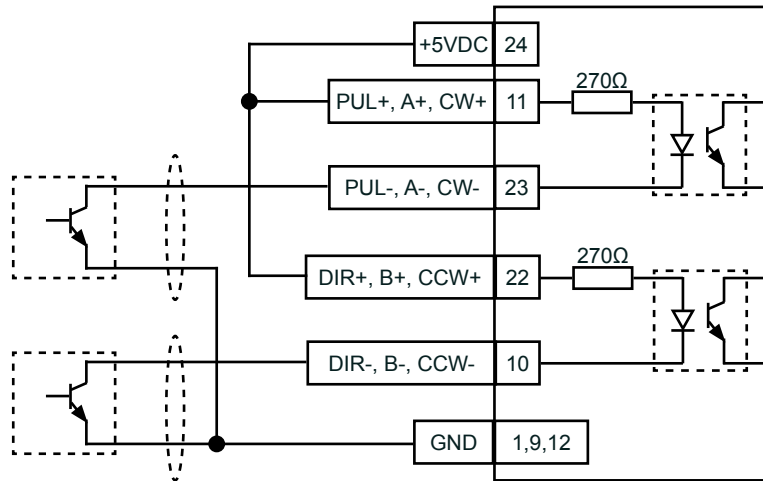 +5VDC 24
270Ω
PUL+, A+, CW+ 11
PUL-, A-, CW- 23
270Ω
DIR+, B+, CCW+ 22
DIR-, B-, CCW- 10
GND 1,9,12